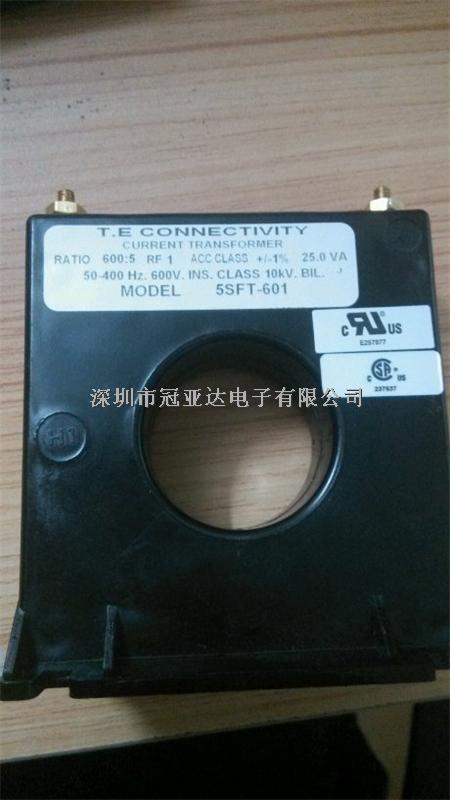 T.E CONNECTIVITY
CURRENT TRANSFORMER
RATIO 600:5 RF 1 ACC CLASS +/-1% 25.0 VA
50-400 Hz. 600V. INS. CLASS 10kV. BIL.
MODEL 5SFT-601
c RU US
E257877
c SA US
237637
深圳市冠亚达电子有限公司
H1